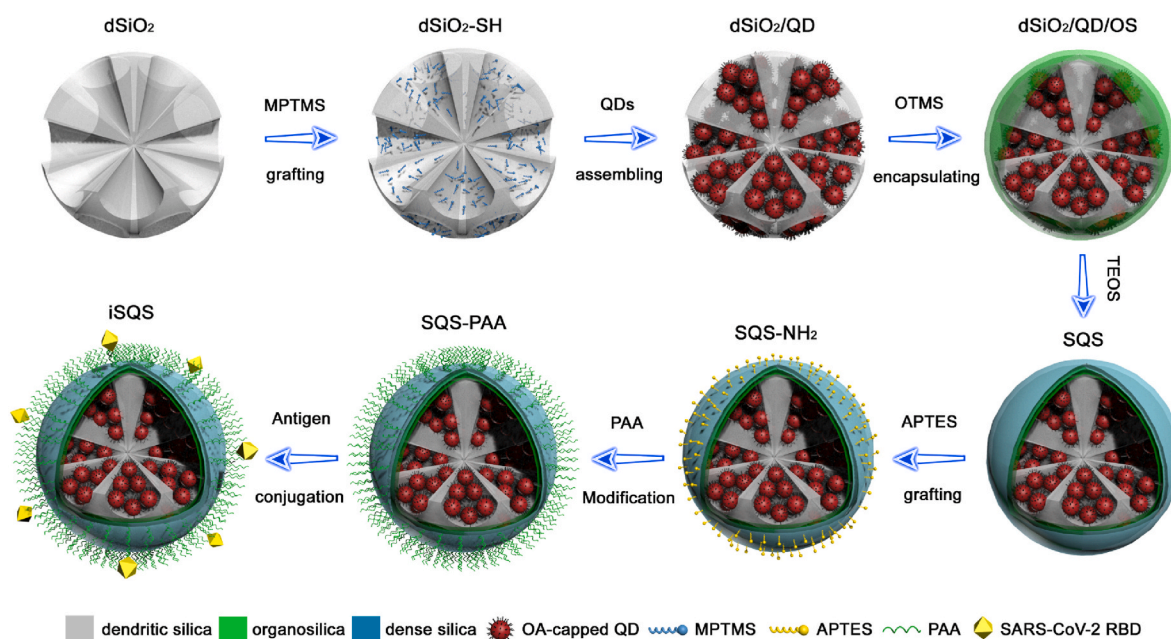 dSiO₂
dSiO₂-SH
dSiO₂/QD
dSiO₂/QD/OS
MPTMS
grafting
QDs
assembling
OTMS
encapsulating
TEOS
iSQS
SQS-PAA
SQS-NH₂
SQS
Antigen
conjugation
PAA
Modification
APTES
grafting
dendritic silica organosilica dense silica OA-capped QD MPTMS APTES PAA SARS-CoV-2 RBD